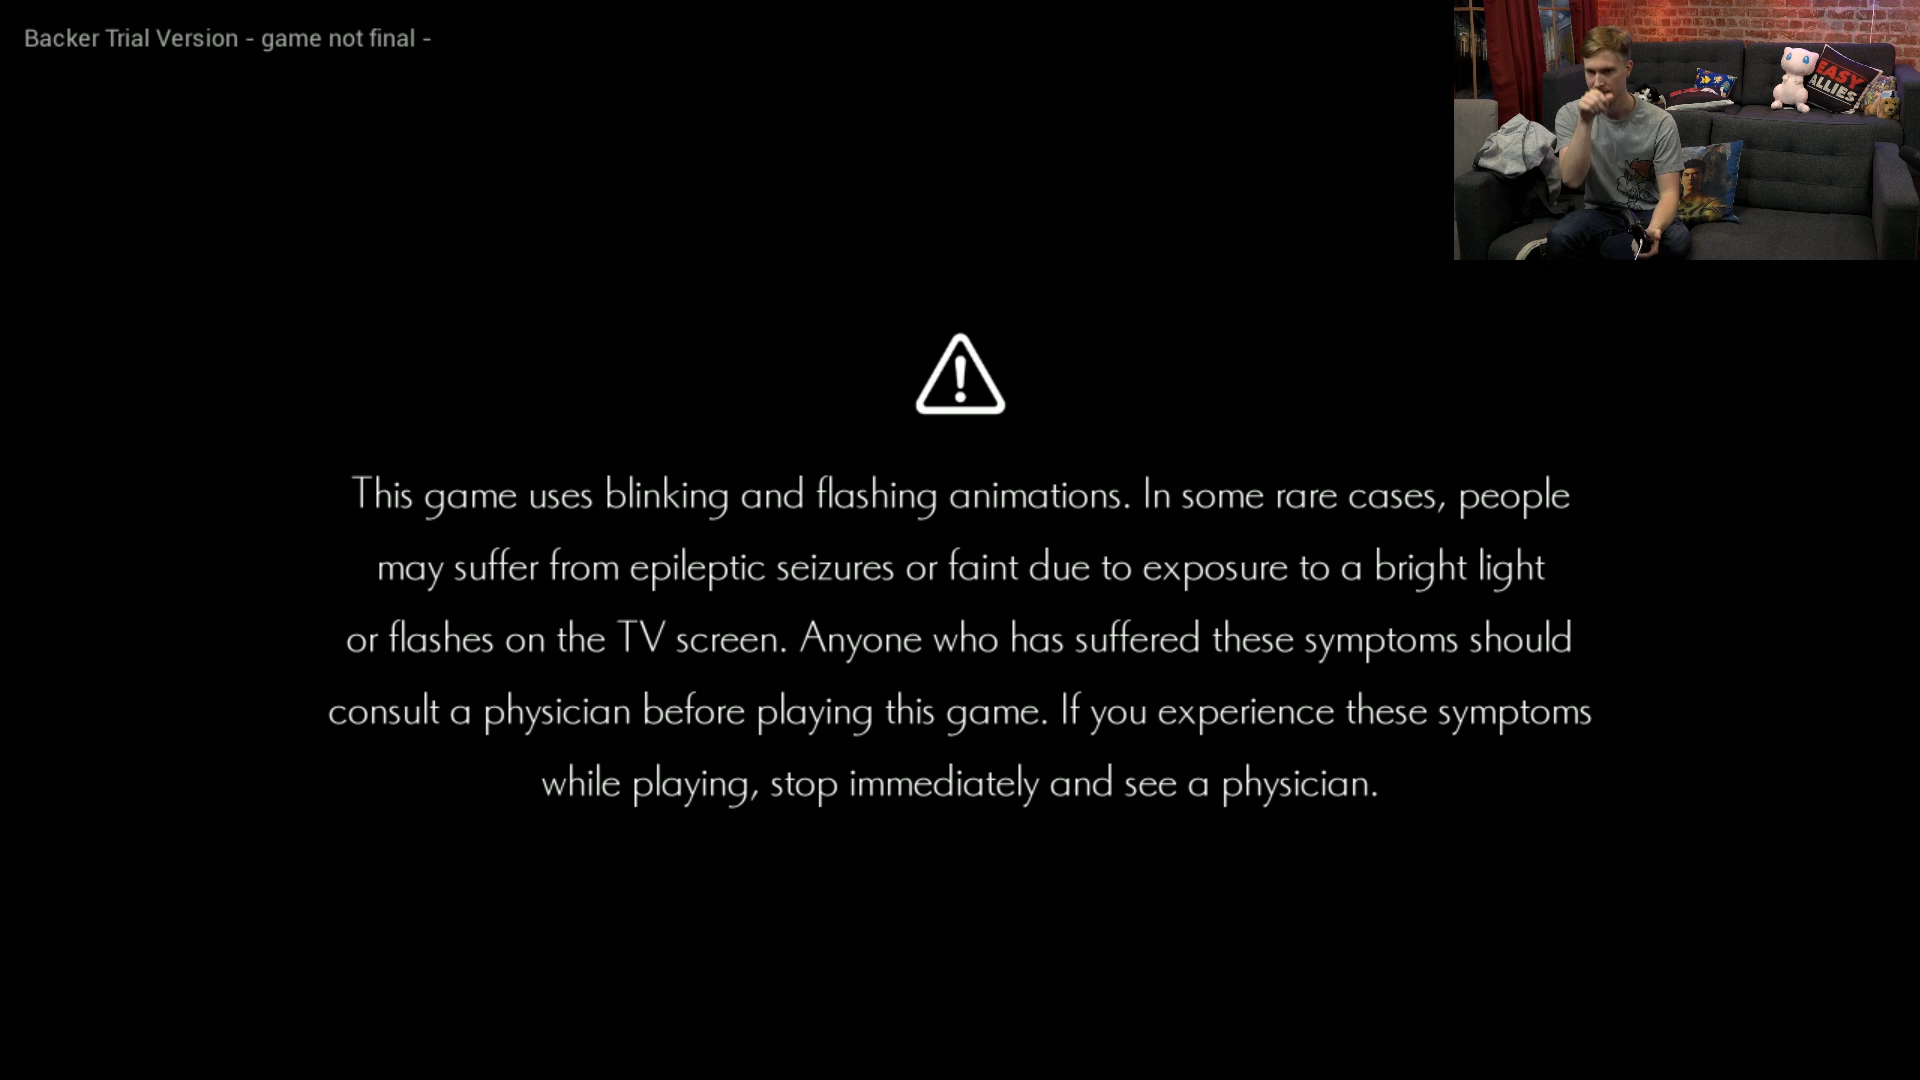 Backer Trial Version - game not final -
EASY
ALLIES
This game uses blinking and flashing animations. In some rare cases, people
may suffer from epileptic seizures or faint due to exposure to a bright light
or flashes on the TV screen. Anyone who has suffered these symptoms should
consult a physician before playing this game. If you experience these symptoms
while playing, stop immediately and see a physician.